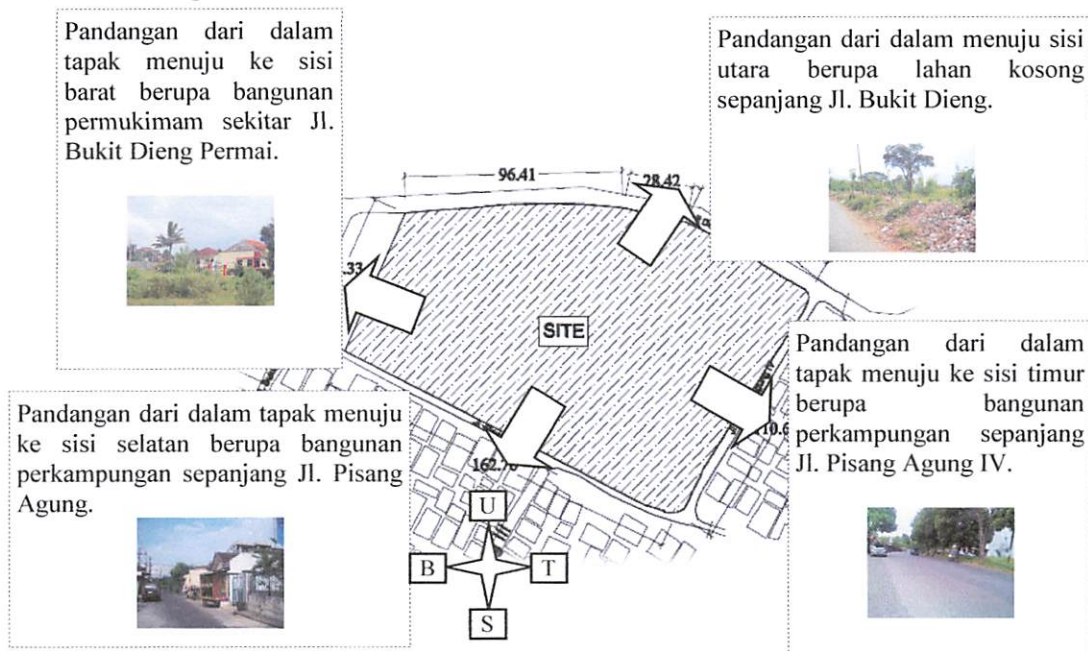 Pandangan dari dalam
tapak menuju ke sisi
barat berupa bangunan
permukimam sekitar Jl.
Bukit Dieng Permai.
Pandangan dari dalam menuju sisi
utara berupa lahan kosong
sepanjang Jl. Bukit Dieng.
96.41
28.42
.33
SITE
Pandangan dari dalam
tapak menuju ke sisi timur
berupa bangunan
perkampungan sepanjang
Jl. Pisang Agung IV.
Pandangan dari dalam tapak menuju
ke sisi selatan berupa bangunan
perkampungan sepanjang Jl. Pisang
Agung.
U
B
T
S